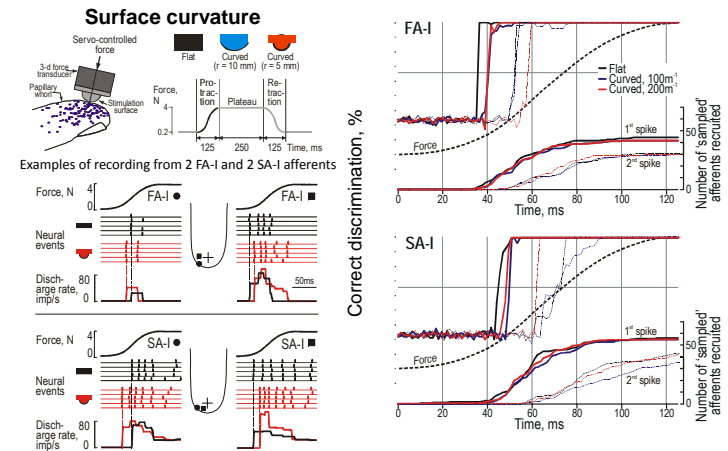 Surface curvature
Servo-controlled
force
3-d force
transducer
Papillary
whorl
Stimulation
surface
Flat
Curved
(r = 10 mm)
Curved
(r = 5 mm)
Force,
N
4
0.2
Pro-
trac-
tion
Plateau
Re-
trac-
tion
125
250
125
Time, ms
Examples of recording from 2 FA-I and 2 SA-I afferents
Force, N
4
0
FA-I
FA-I
Neural
events
Disch-
arge rate,
imp/s
80
0
50ms
Force, N
4
0
SA-I
SA-I
Neural
events
Disch-
arge rate,
imp/s
80
0
Correct discrimination, %
FA-I
Flat
Curved, 100m-1
Curved, 200m-1
Force
1st spike
2nd spike
50
0
Number of 'sampled'
afferents recruited
0
20
40
60
80
100
120
Time, ms
SA-I
Force
1st spike
2nd spike
50
0
Number of 'sampled'
afferents recruited
0
20
40
60
80
100
120
Time, ms